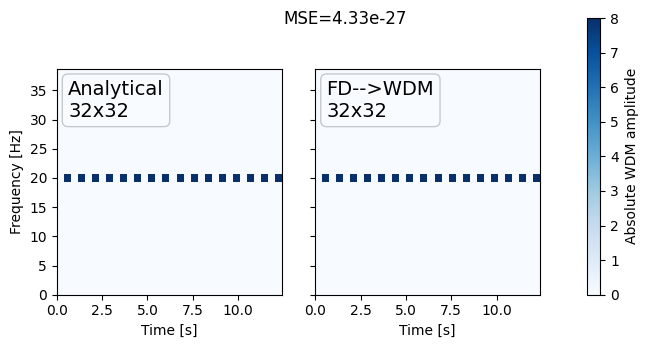 MSE=4.33e-27
Analytical
32x32
FD-->WDM
32x32
Frequency [Hz]
35
30
25
20
15
10
5
0
0.0 2.5 5.0 7.5 10.0
Time [s]
0.0 2.5 5.0 7.5 10.0
Time [s]
8
7
6
5
4
3
2
1
0
Absolute WDM amplitude